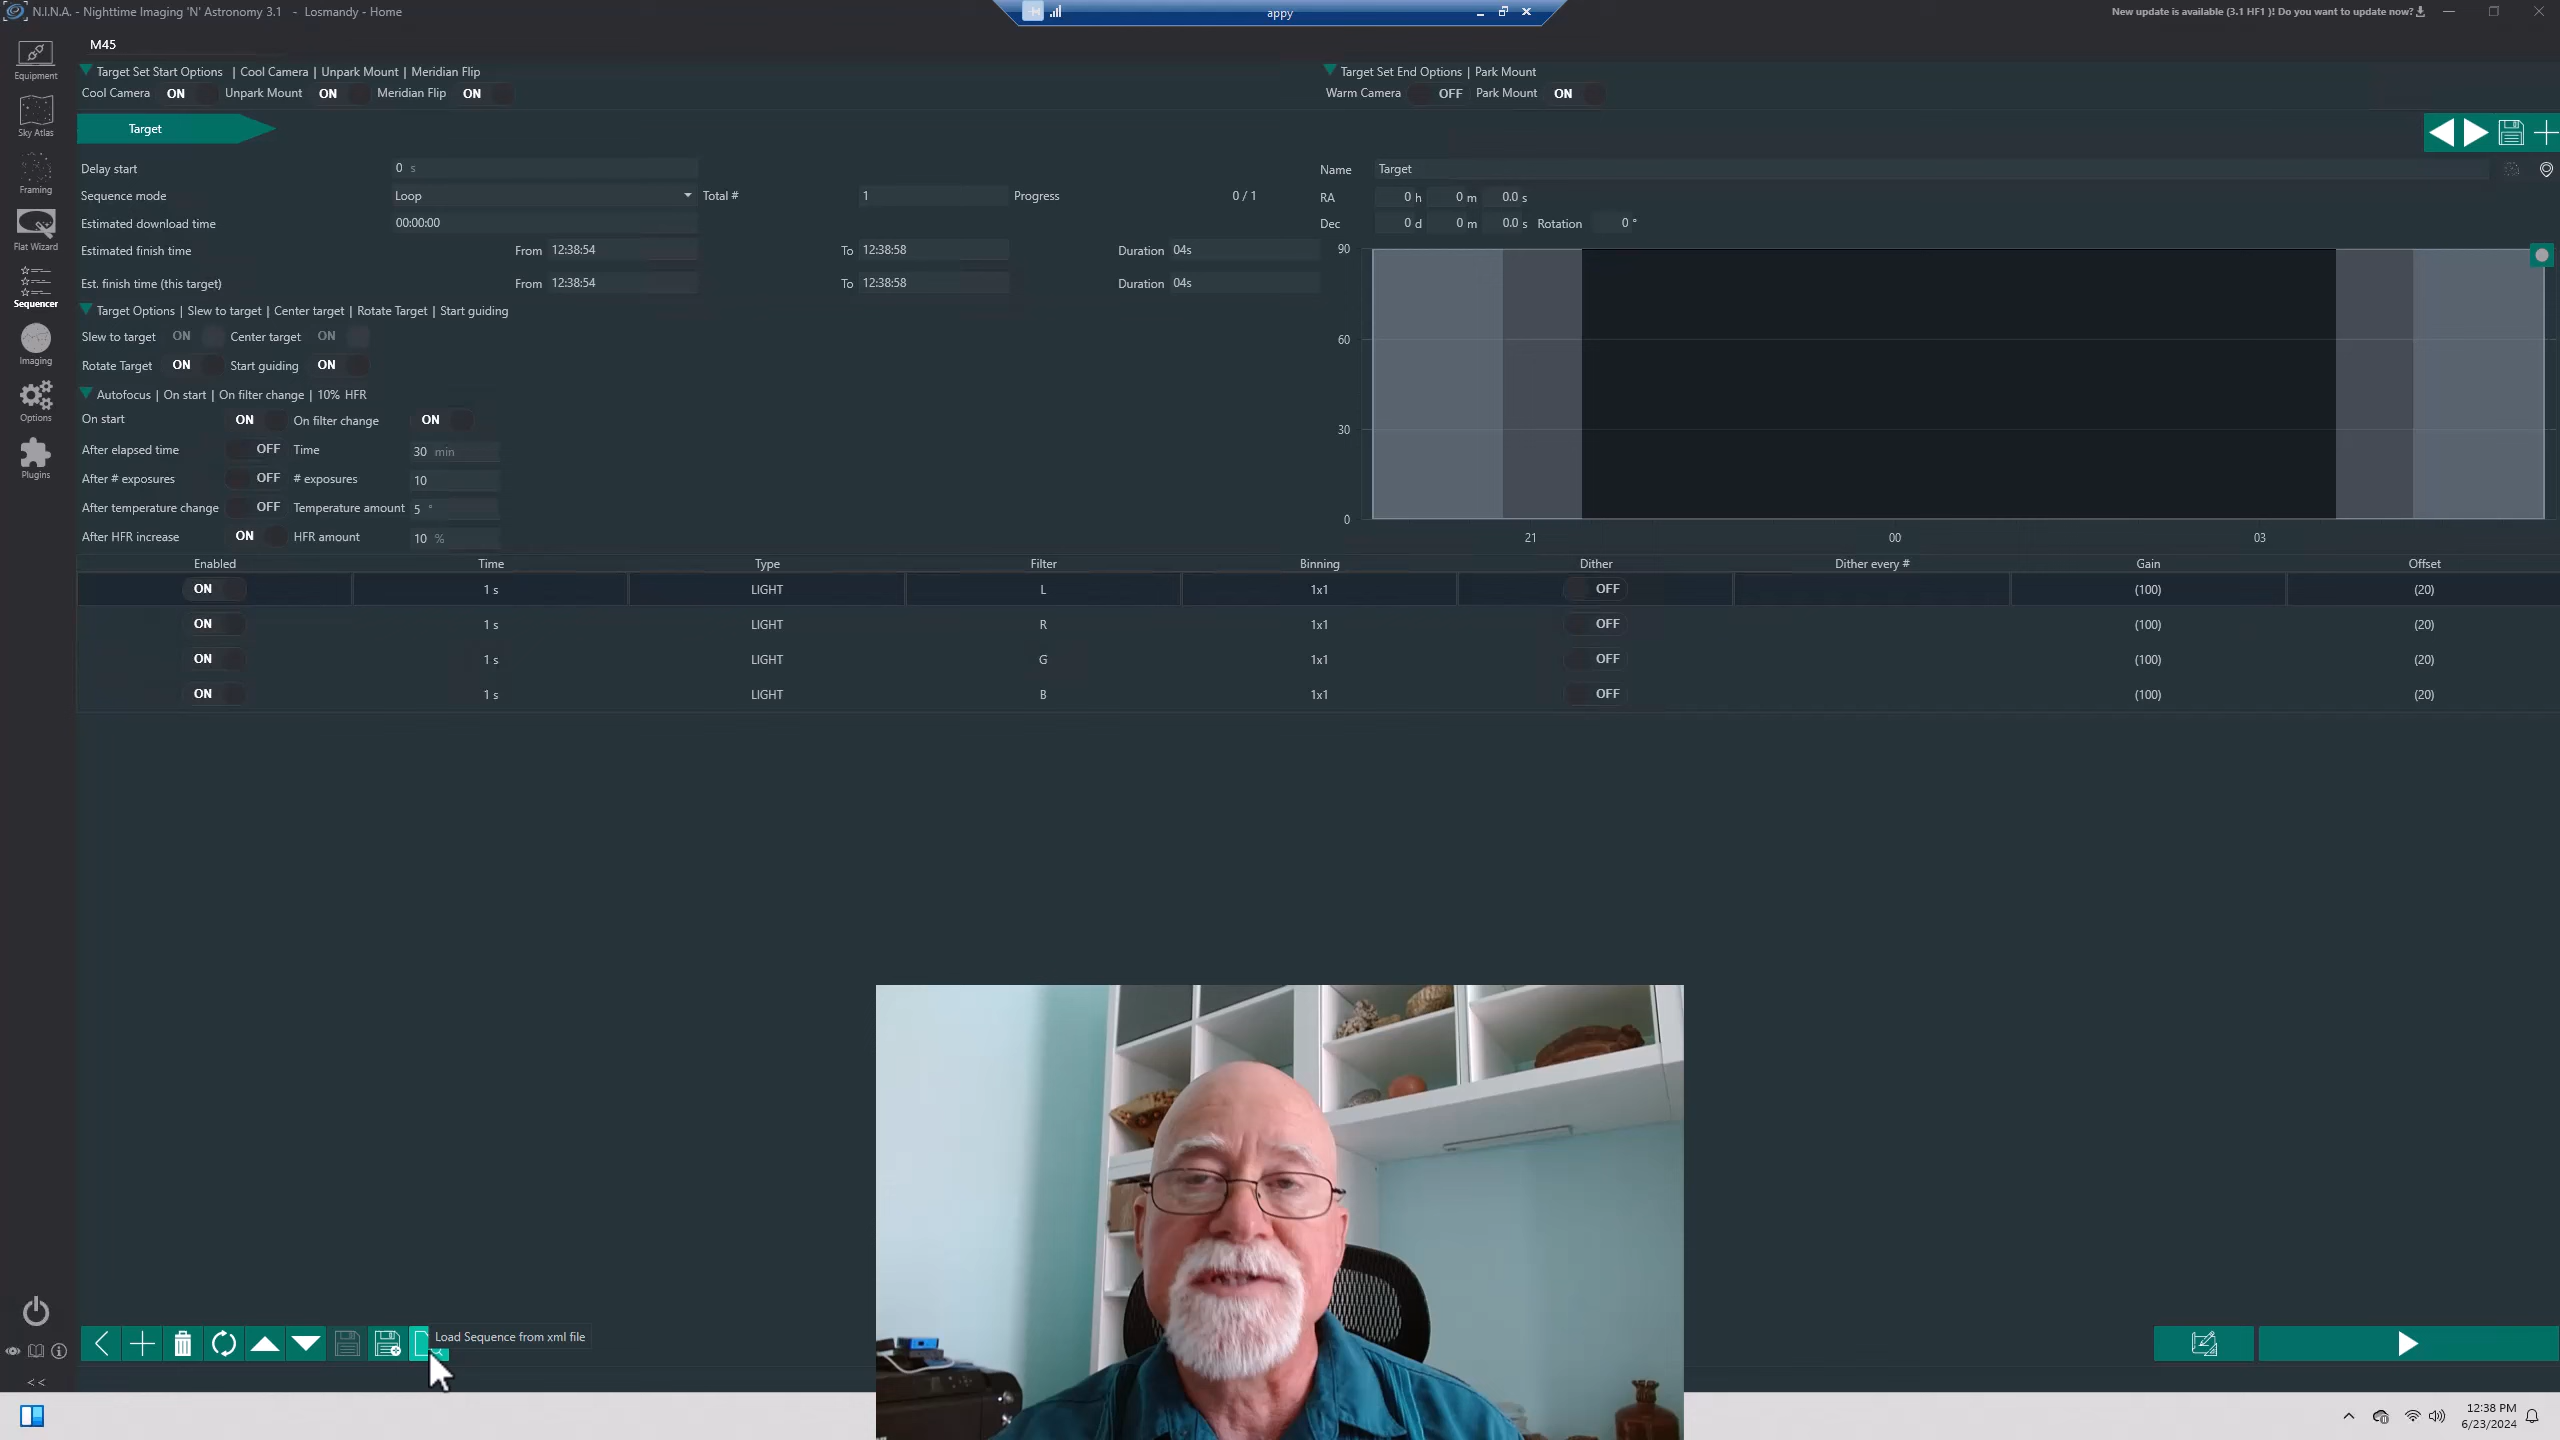 N.I.N.A. - Nighttime Imaging 'N' Astronomy 3.1 - Losmandy - Home
appy
New update is available (3.1 HF1 )! Do you want to update now?
M45
Equipment
Sky Atlas
Framing
Flat Wizard
Sequencer
Imaging
Options
Plugins
Target Set Start Options | Cool Camera | Unpark Mount | Meridian Flip
Target Set End Options | Park Mount
Cool Camera ON Unpark Mount ON Meridian Flip ON
Warm Camera OFF Park Mount ON
Target
Delay start 0 s
Name Target
Sequence mode Loop Total # 1 Progress 0 / 1
RA 0 h 0 m 0.0 s
Estimated download time 00:00:00
Dec 0 d 0 m 0.0 s Rotation 0 °
Estimated finish time From 12:38:54 To 12:38:58 Duration 04s
Est. finish time (this target) From 12:38:54 To 12:38:58 Duration 04s
90
60
30
0
21 00 03
Target Options | Slew to target | Center target | Rotate Target | Start guiding
Slew to target ON Center target ON
Rotate Target ON Start guiding ON
Autofocus | On start | On filter change | 10% HFR
On start ON On filter change ON
After elapsed time OFF Time 30 min
After # exposures OFF # exposures 10
After temperature change OFF Temperature amount 5 °
After HFR increase ON HFR amount 10 %
Enabled Time Type Filter Binning Dither Dither every # Gain Offset
ON 1 s LIGHT L 1x1 OFF (100) (20)
ON 1 s LIGHT R 1x1 OFF (100) (20)
ON 1 s LIGHT G 1x1 OFF (100) (20)
ON 1 s LIGHT B 1x1 OFF (100) (20)
Load Sequence from xml file
<<
12:38 PM
6/23/2024